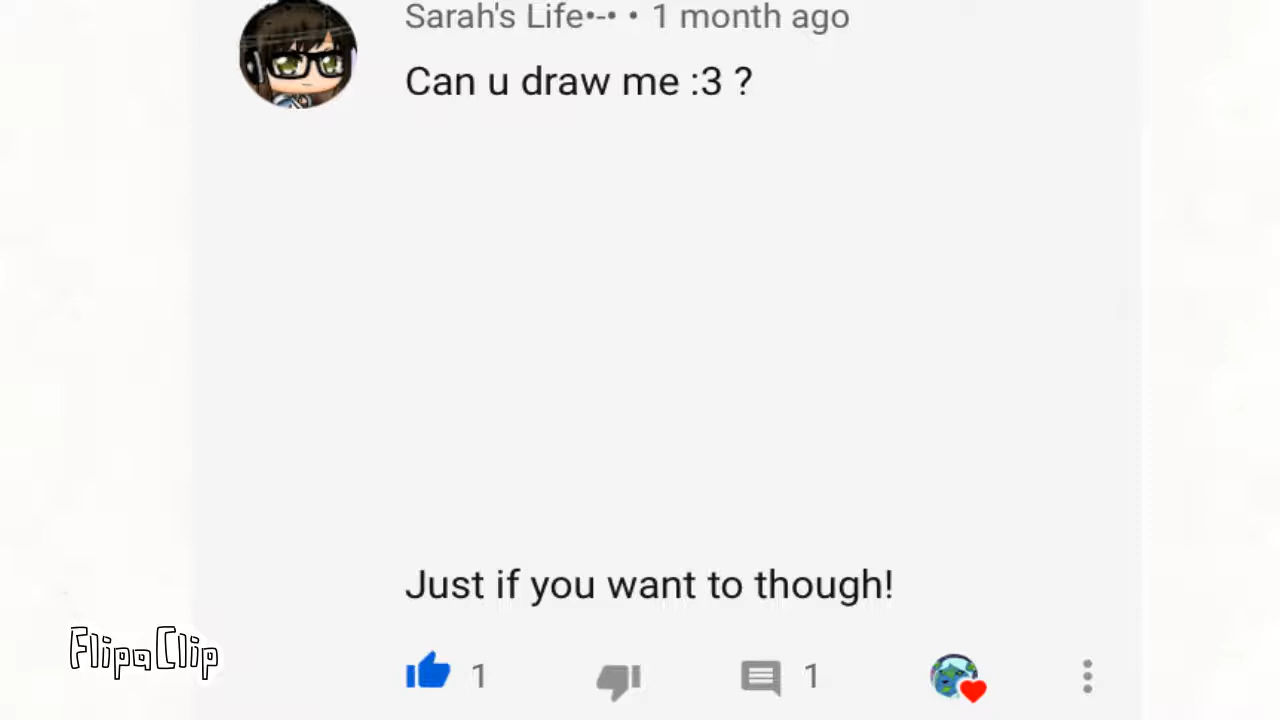 Sarah's Life•-• • 1 month ago
Can u draw me :3 ?
Just if you want to though!
1 1
FlipaClip